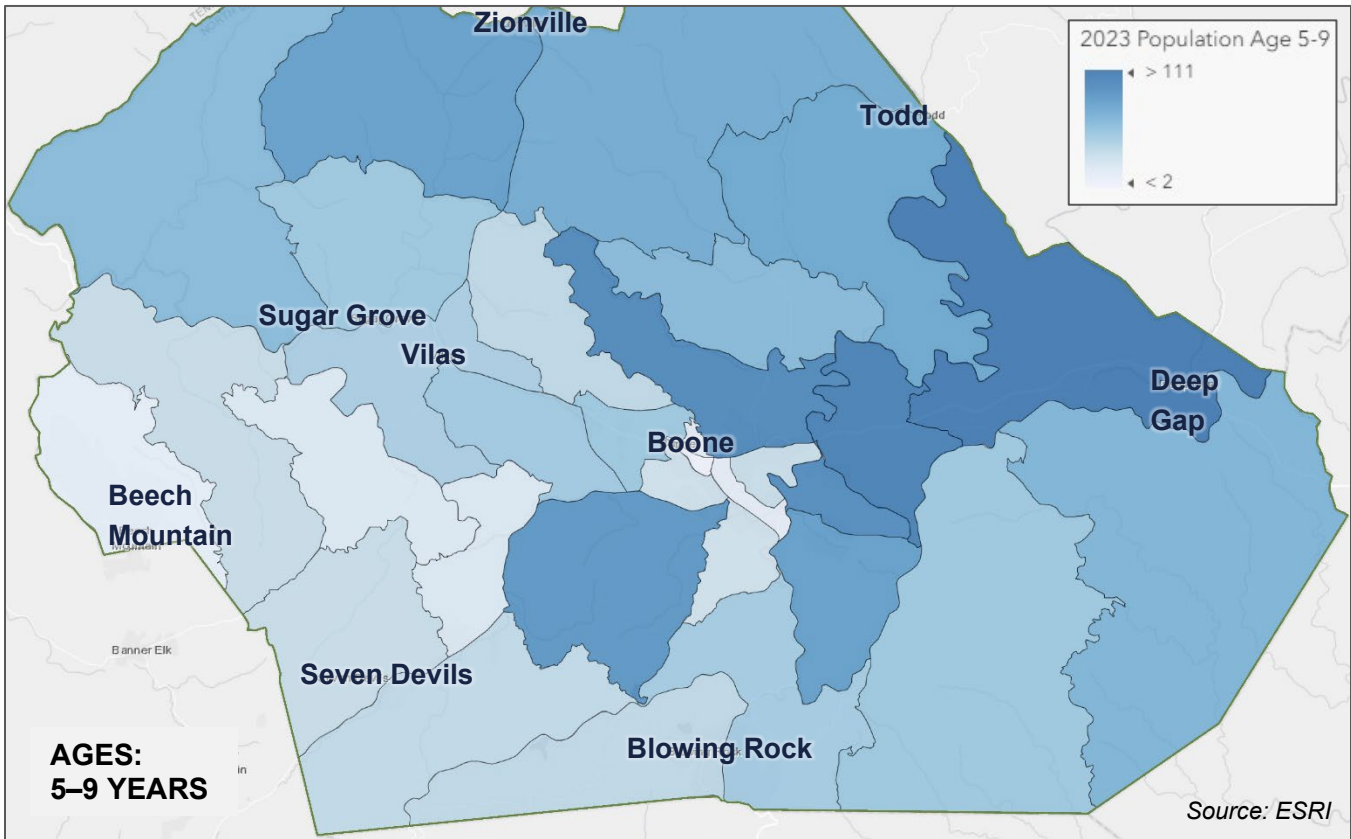 Zionville
2023 Population Age 5-9
> 111
< 2
Todd
Sugar Grove
Vilas
Deep
Gap
Boone
Beech
Mountain
Banner Elk
Seven Devils
Blowing Rock
AGES:
5–9 YEARS
Source: ESRI